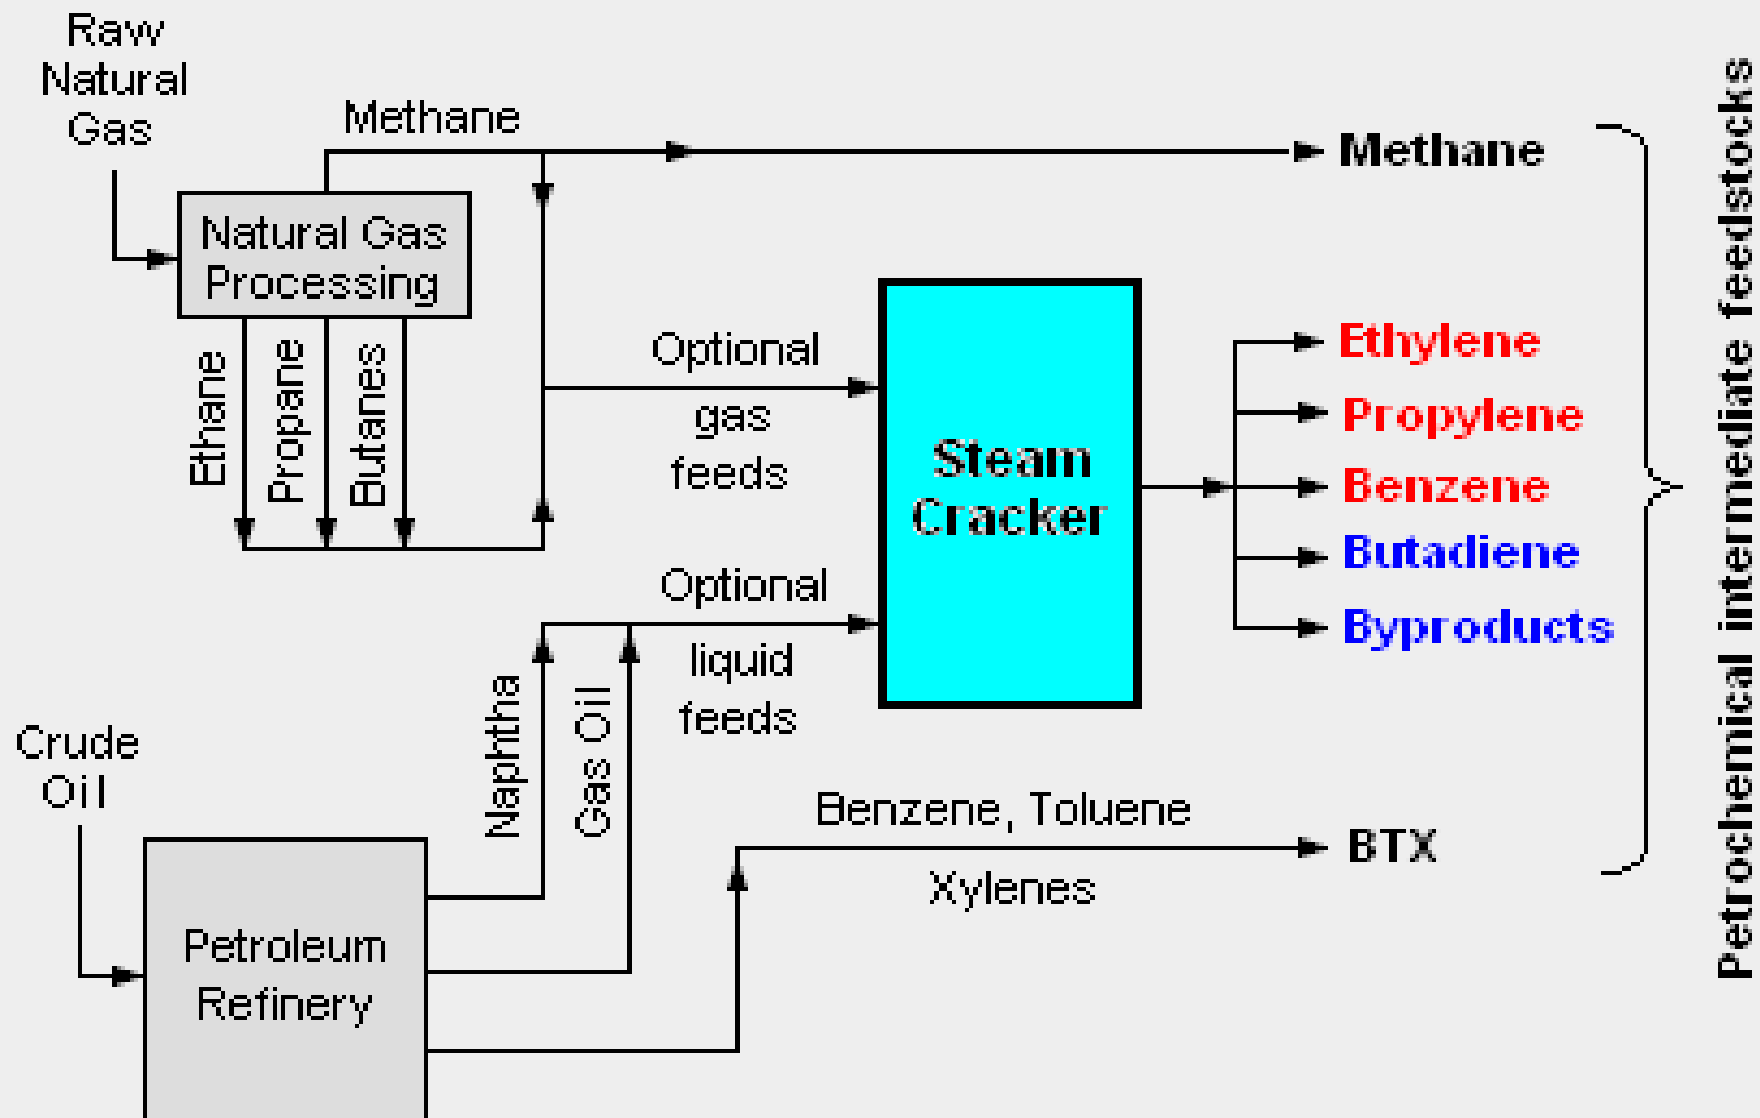 Raw
Natural
Gas
Methane
Methane
Natural Gas
Processing
Ethane
Propane
Butanes
Optional
gas
feeds
Steam
Cracker
Ethylene
Propylene
Benzene
Butadiene
Byproducts
Optional
liquid
feeds
Naphtha
Gas Oil
Crude
Oil
Petroleum
Refinery
Benzene, Toluene
Xylenes
BTX
Petrochemical intermediate feedstocks